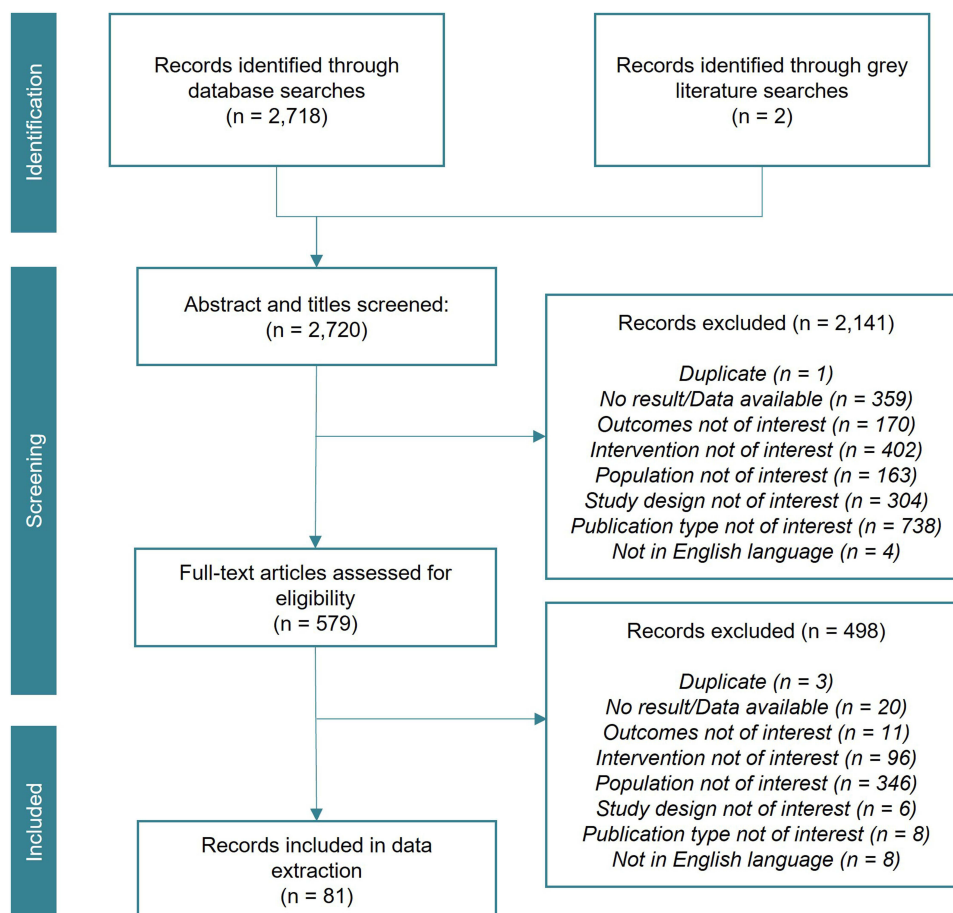 Identification
Records identified through
database searches
(n = 2,718)
Records identified through grey
literature searches
(n = 2)
Screening
Abstract and titles screened:
(n = 2,720)
Records excluded (n = 2,141)
Duplicate (n = 1)
No result/Data available (n = 359)
Outcomes not of interest (n = 170)
Intervention not of interest (n = 402)
Population not of interest (n = 163)
Study design not of interest (n = 304)
Publication type not of interest (n = 738)
Not in English language (n = 4)
Full-text articles assessed for
eligibility
(n = 579)
Records excluded (n = 498)
Duplicate (n = 3)
No result/Data available (n = 20)
Outcomes not of interest (n = 11)
Intervention not of interest (n = 96)
Population not of interest (n = 346)
Study design not of interest (n = 6)
Publication type not of interest (n = 8)
Not in English language (n = 8)
Included
Records included in data
extraction
(n = 81)